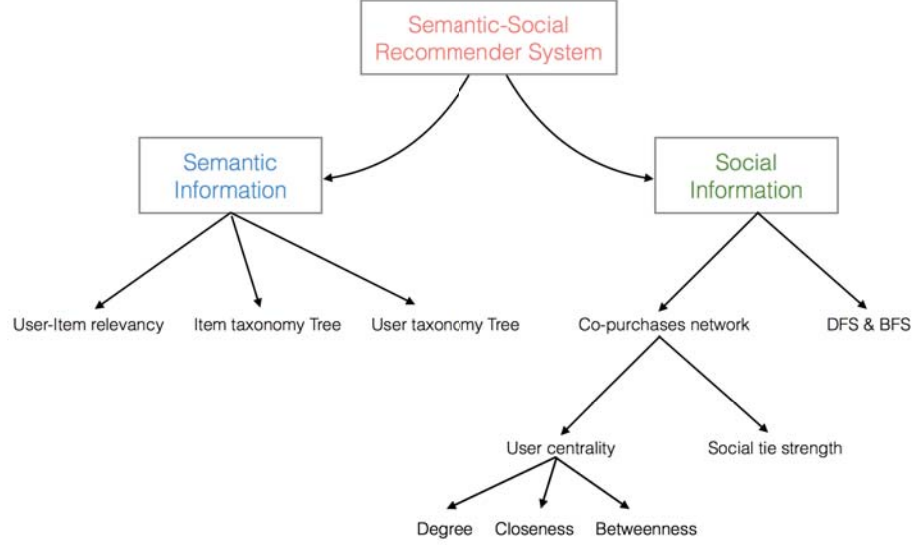 Semantic-Social
Recommender System
Semantic
Information
Social
Information
User-Item relevancy
Item taxonomy Tree
User taxonomy Tree
Co-purchases network
DFS & BFS
User centrality
Social tie strength
Degree
Closeness
Betweenness